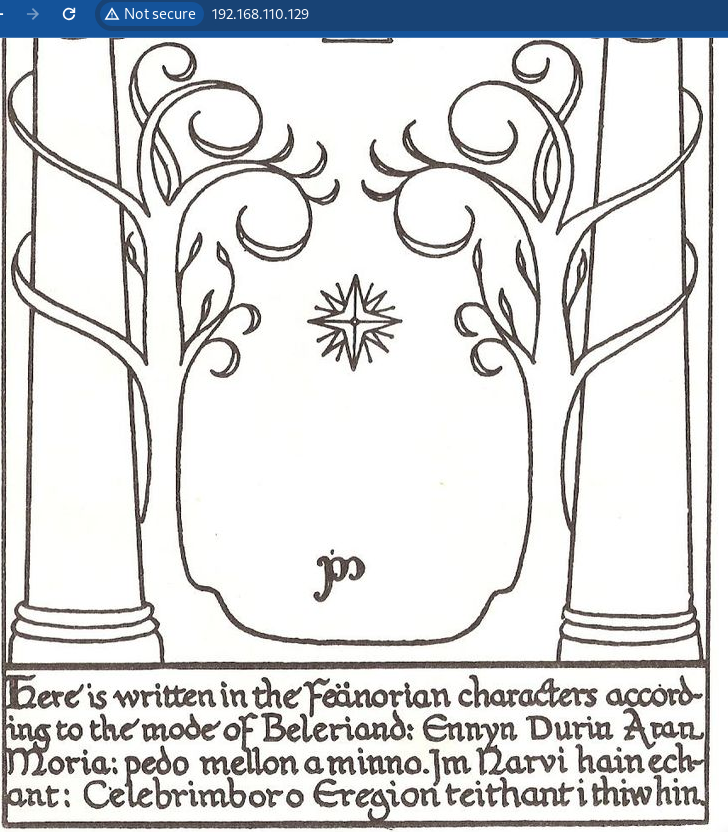 Not secure 192.168.110.129
Here is written in the Fëanorian characters accord-
ing to the mode of Beleriand: Ennyn Durin Aran
Moria: pedo mellon a minno. Im Narvi hain ech-
ant: Celebrimbor o Eregion teithant i thiw hin.